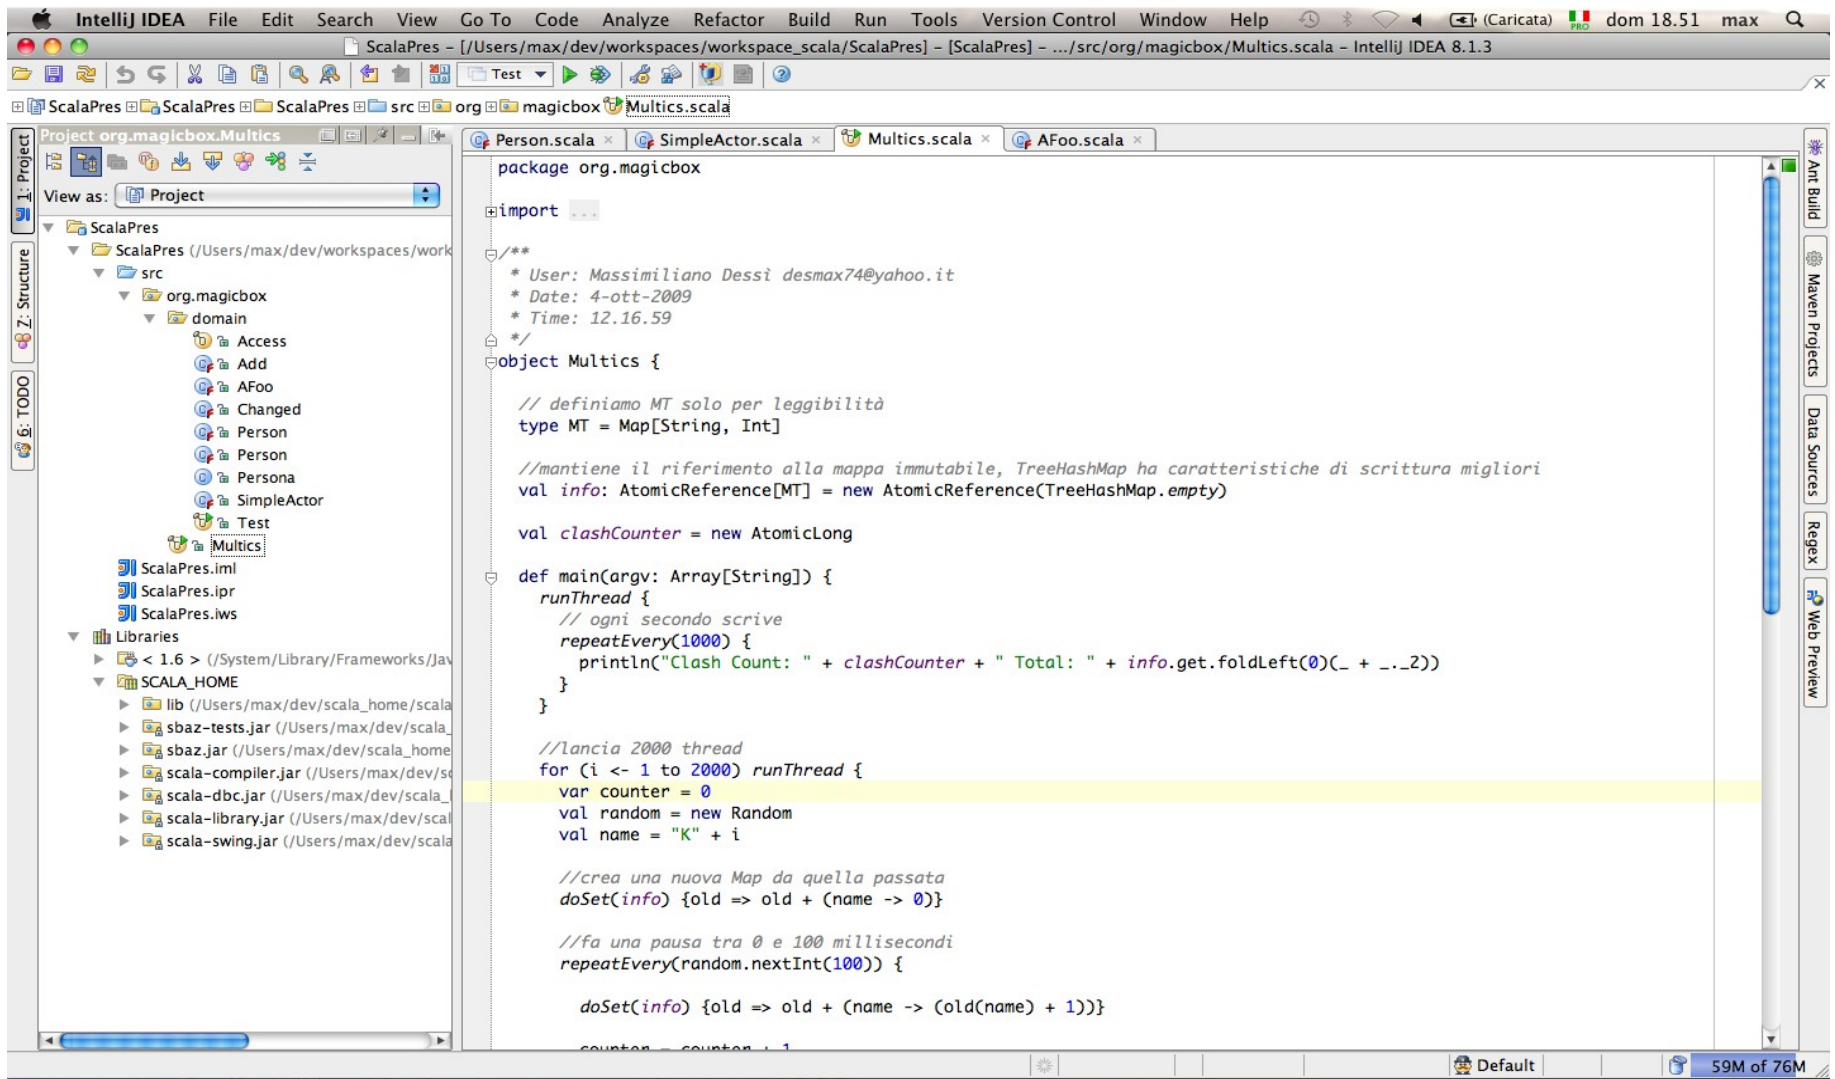 IntelliJ IDEA File Edit Search View Go To Code Analyze Refactor Build Run Tools Version Control Window Help (Caricata) PRO dom 18.51 max
ScalaPres – [/Users/max/dev/workspaces/workspace_scala/ScalaPres] – [ScalaPres] – .../src/org/magicbox/Multics.scala – IntelliJ IDEA 8.1.3
Test
ScalaPres ScalaPres ScalaPres src org magicbox Multics.scala
Project org.magicbox.Multics
View as: Project
ScalaPres
ScalaPres (/Users/max/dev/workspaces/work
src
org.magicbox
domain
Access
Add
AFoo
Changed
Person
Person
Persona
SimpleActor
Test
Multics
ScalaPres.iml
ScalaPres.ipr
ScalaPres.iws
Libraries
< 1.6 > (/System/Library/Frameworks/Jav
SCALA_HOME
lib (/Users/max/dev/scala_home/scala
sbaz-tests.jar (/Users/max/dev/scala_
sbaz.jar (/Users/max/dev/scala_home
scala-compiler.jar (/Users/max/dev/sc
scala-dbc.jar (/Users/max/dev/scala_
scala-library.jar (/Users/max/dev/scal
scala-swing.jar (/Users/max/dev/scala
1: Project
7: Structure
6: TODO
Person.scala SimpleActor.scala Multics.scala AFoo.scala
package org.magicbox
import ...
/**
* User: Massimiliano Dessì desmax74@yahoo.it
* Date: 4-ott-2009
* Time: 12.16.59
*/
object Multics {
// definiamo MT solo per leggibilità
type MT = Map[String, Int]
//mantiene il riferimento alla mappa immutabile, TreeHashMap ha caratteristiche di scrittura migliori
val info: AtomicReference[MT] = new AtomicReference(TreeHashMap.empty)
val clashCounter = new AtomicLong
def main(argv: Array[String]) {
runThread {
// ogni secondo scrive
repeatEvery(1000) {
println("Clash Count: " + clashCounter + " Total: " + info.get.foldLeft(0)(_ + _._2))
}
}
//lancia 2000 thread
for (i <- 1 to 2000) runThread {
var counter = 0
val random = new Random
val name = "K" + i
//crea una nuova Map da quella passata
doSet(info) {old => old + (name -> 0)}
//fa una pausa tra 0 e 100 millisecondi
repeatEvery(random.nextInt(100)) {
doSet(info) {old => old + (name -> (old(name) + 1))}
counter = counter + 1
Ant Build
Maven Projects
Data Sources
Regex
Web Preview
Default 59M of 76M